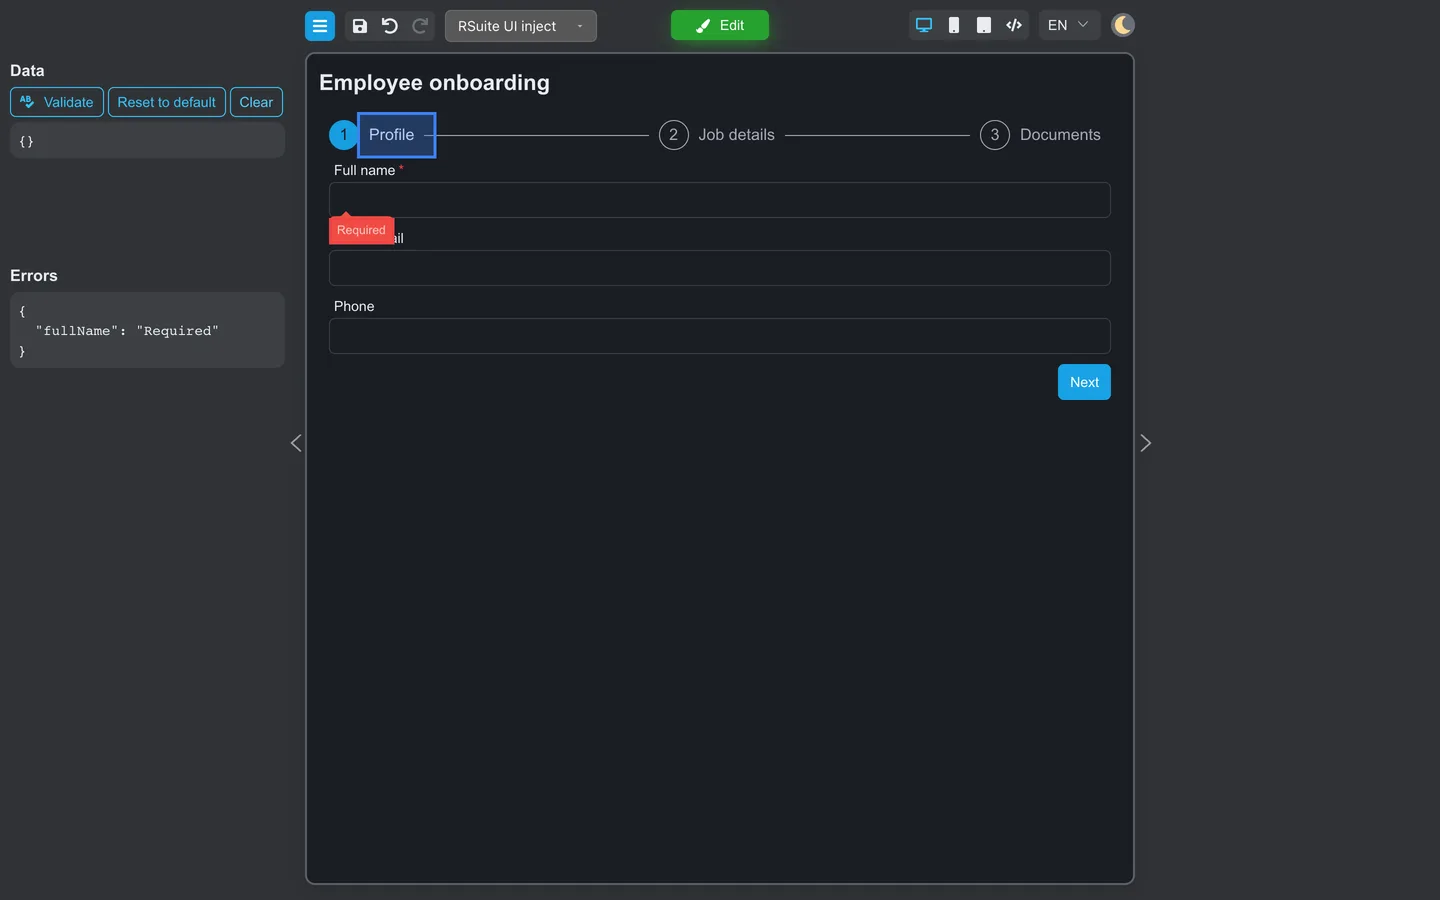 RSuite UI inject
Edit
EN
Data
Validate
Reset to default
Clear
{}
Errors
{
"fullName": "Required"
}
Employee onboarding
1 Profile
2 Job details
3 Documents
Full name *
Required
Phone
Next